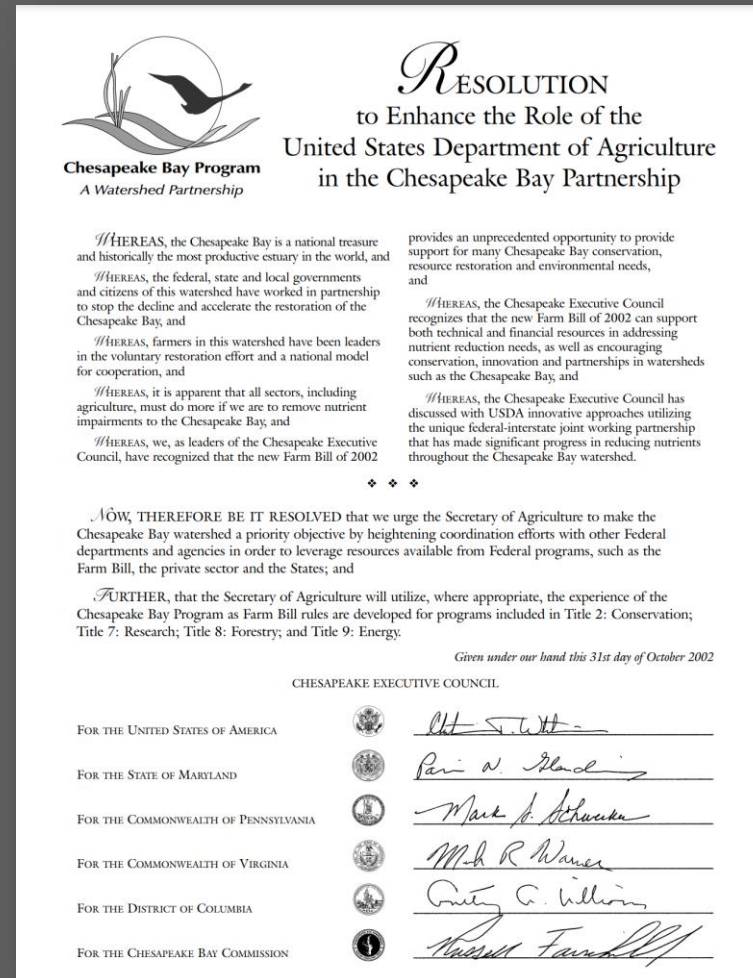 RESOLUTION
to Enhance the Role of the
United States Department of Agriculture
in the Chesapeake Bay Partnership
Chesapeake Bay Program
A Watershed Partnership
WHEREAS, the Chesapeake Bay is a national treasure
and historically the most productive estuary in the world, and
WHEREAS, the federal, state and local governments
and citizens of this watershed have worked in partnership
to stop the decline and accelerate the restoration of the
Chesapeake Bay, and
WHEREAS, farmers in this watershed have been leaders
in the voluntary restoration effort and a national model
for cooperation, and
WHEREAS, it is apparent that all sectors, including
agriculture, must do more if we are to remove nutrient
impairments to the Chesapeake Bay, and
WHEREAS, we, as leaders of the Chesapeake Executive
Council, have recognized that the new Farm Bill of 2002
provides an unprecedented opportunity to provide
support for many Chesapeake Bay conservation,
resource restoration and environmental needs,
and
WHEREAS, the Chesapeake Executive Council
recognizes that the new Farm Bill of 2002 can support
both technical and financial resources in addressing
nutrient reduction needs, as well as encouraging
conservation, innovation and partnerships in watersheds
such as the Chesapeake Bay, and
WHEREAS, the Chesapeake Executive Council has
discussed with USDA innovative approaches utilizing
the unique federal-interstate joint working partnership
that has made significant progress in reducing nutrients
throughout the Chesapeake Bay watershed.
NOW, THEREFORE BE IT RESOLVED that we urge the Secretary of Agriculture to make the
Chesapeake Bay watershed a priority objective by heightening coordination efforts with other Federal
departments and agencies in order to leverage resources available from Federal programs, such as the
Farm Bill, the private sector and the States; and
FURTHER, that the Secretary of Agriculture will utilize, where appropriate, the experience of the
Chesapeake Bay Program as Farm Bill rules are developed for programs included in Title 2: Conservation;
Title 7: Research; Title 8: Forestry; and Title 9: Energy.
Given under our hand this 31st day of October 2002
CHESAPEAKE EXECUTIVE COUNCIL
FOR THE UNITED STATES OF AMERICA
FOR THE STATE OF MARYLAND
FOR THE COMMONWEALTH OF PENNSYLVANIA
Mark S. Schweiker
FOR THE COMMONWEALTH OF VIRGINIA
Mark R Warner
FOR THE DISTRICT OF COLUMBIA
FOR THE CHESAPEAKE BAY COMMISSION
Russell